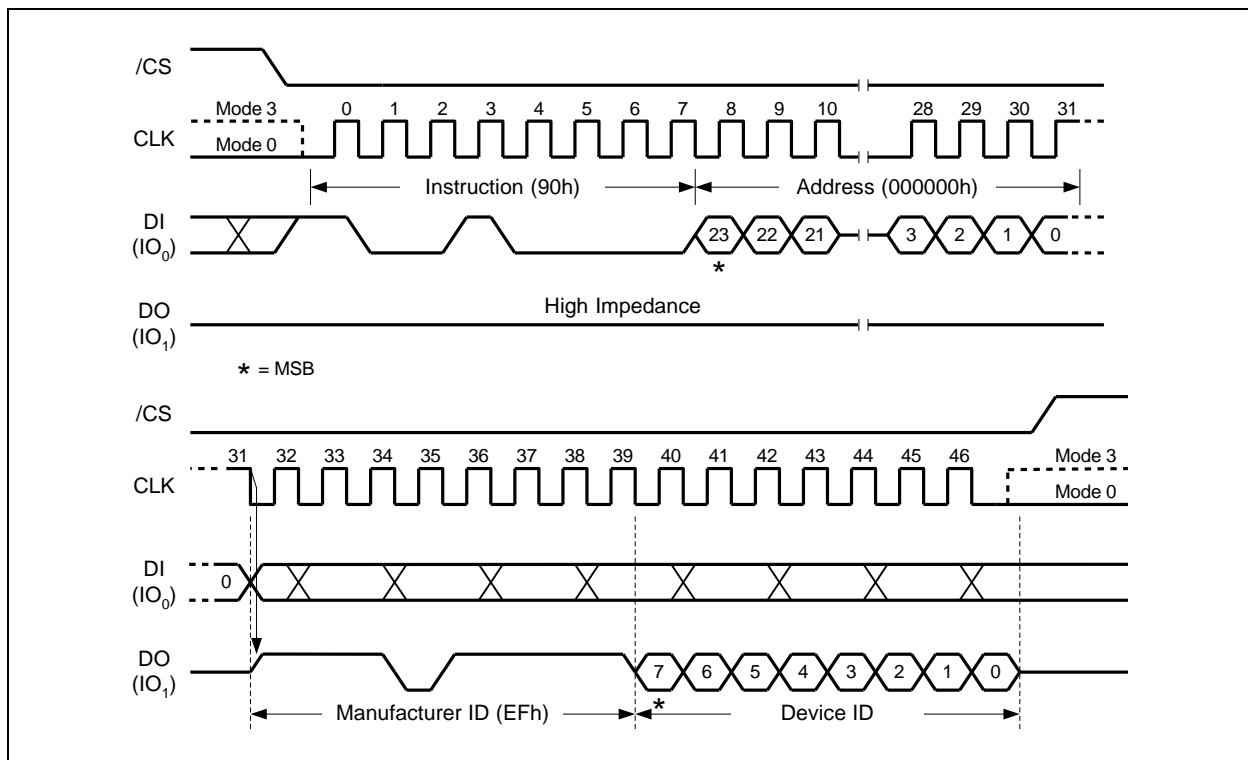 /CS
Mode 3
0 1 2 3 4 5 6 7 8 9 10 28 29 30 31
CLK
Mode 0
Instruction (90h) Address (000000h)
DI
(IO0)
23 22 21 3 2 1 0
*
DO
(IO1)
High Impedance
* = MSB
/CS
31 32 33 34 35 36 37 38 39 40 41 42 43 44 45 46
Mode 3
CLK
Mode 0
DI
(IO0)
0
DO
(IO1)
7 6 5 4 3 2 1 0
*
Manufacturer ID (EFh) Device ID